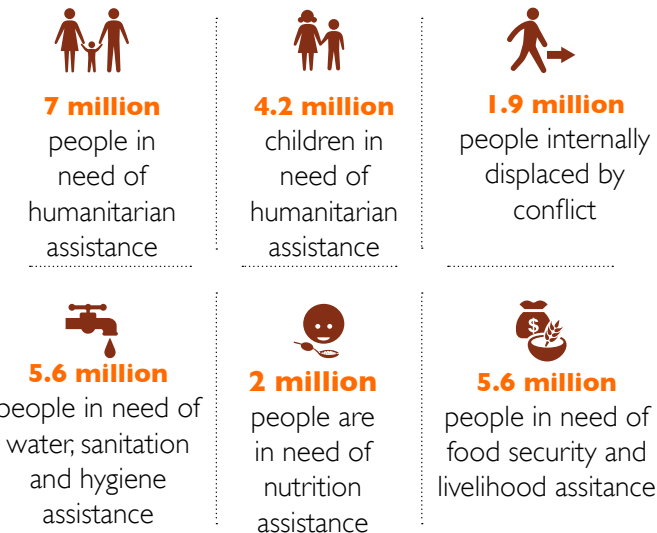 7 million
people in
need of
humanitarian
assistance
4.2 million
children in
need of
humanitarian
assistance
1.9 million
people internally
displaced by
conflict
5.6 million
people in need of
water, sanitation
and hygiene
assistance
2 million
people are
in need of
nutrition
assistance
$
5.6 million
people in need of
food security and
livelihood assitance